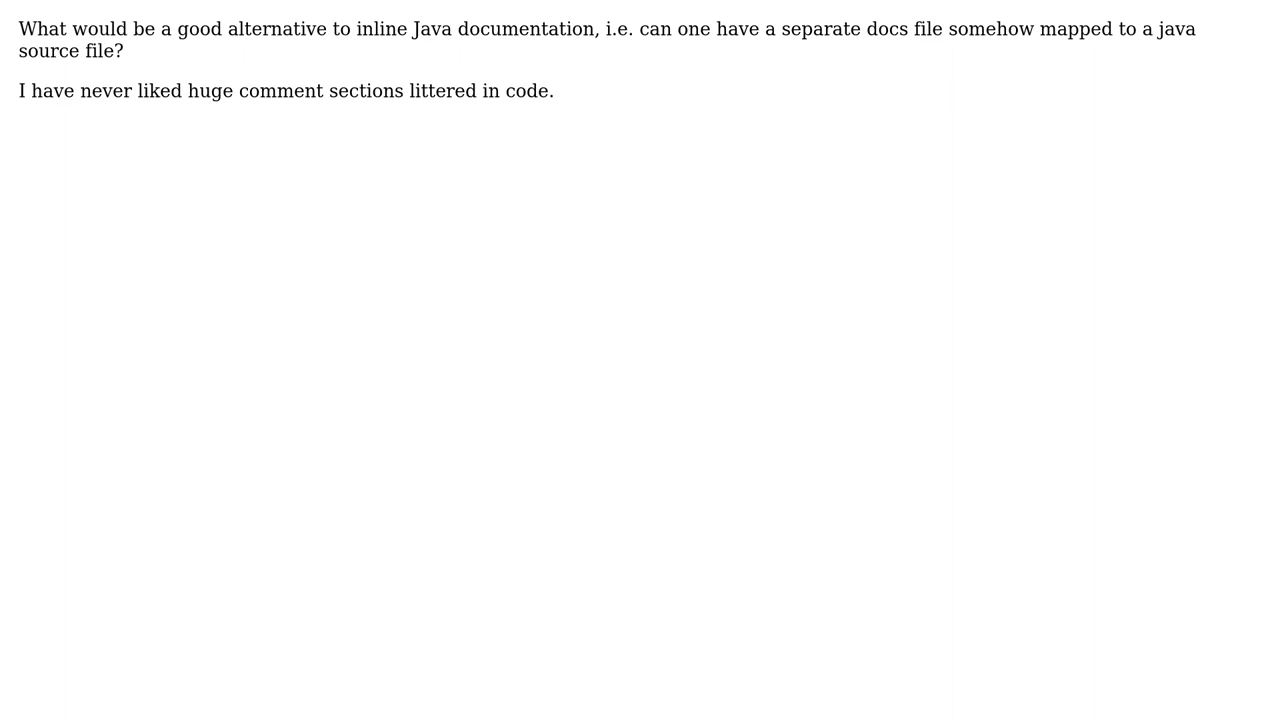 What would be a good alternative to inline Java documentation, i.e. can one have a separate docs file somehow mapped to a java
source file?
I have never liked huge comment sections littered in code.